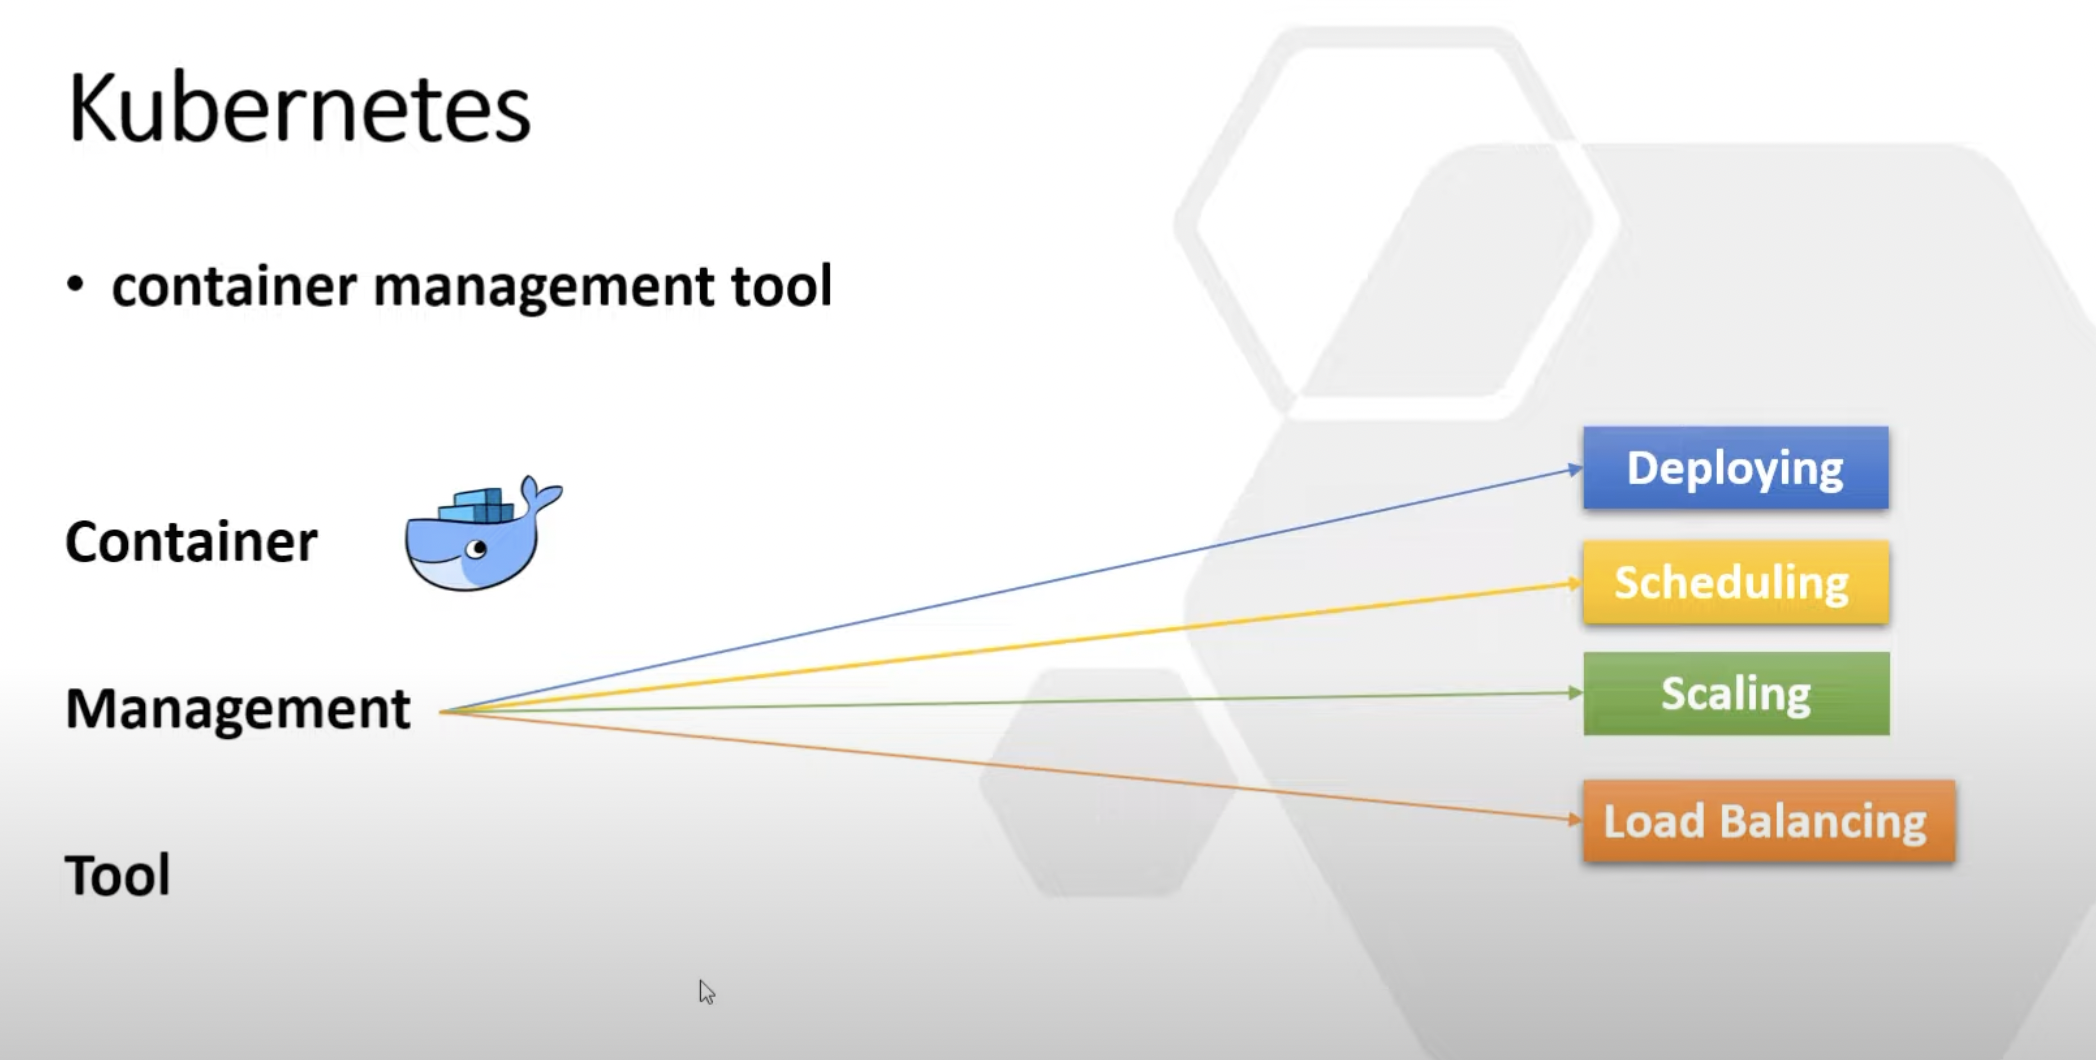 Kubernetes
• container management tool
Container
Management
Tool
Deploying
Scheduling
Scaling
Load Balancing